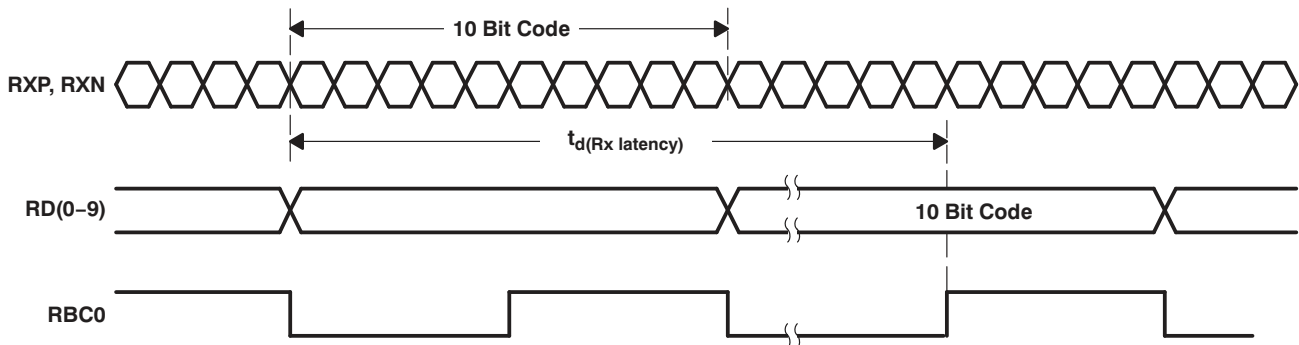 10 Bit Code
RXP, RXN
td(Rx latency)
RD(0−9)
10 Bit Code
RBC0